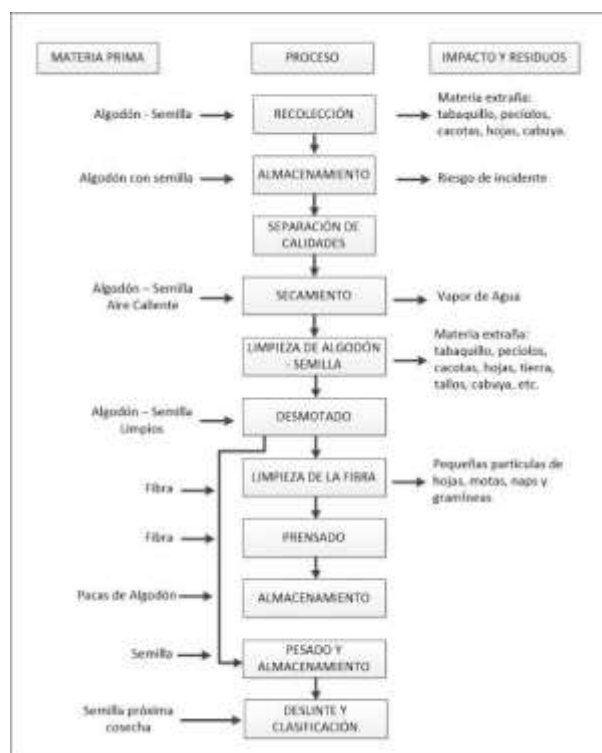 MATERIA PRIMA
PROCESO
IMPACTO Y RESIDUOS
Algodón - Semilla
RECOLECCIÓN
Materia extraña:
tabaquillo, peciolos,
cacotas, hojas, cabuya.
Algodón con semilla
ALMACENAMIENTO
Riesgo de incidente
SEPARACIÓN DE
CALIDADES
Algodón – Semilla
Aire Caliente
SECAMIENTO
Vapor de Agua
LIMPIEZA DE ALGODÓN
- SEMILLA
Materia extraña:
tabaquillo, peciolos,
cacotas, hojas, tierra,
tallos, cabuya, etc.
Algodón – Semilla
Limpios
DESMOTADO
Fibra
LIMPIEZA DE LA FIBRA
Pequeñas partículas de
hojas, motas, naps y
gramíneas
Fibra
PRENSADO
Pacas de Algodón
ALMACENAMIENTO
Semilla
PESADO Y
ALMACENAMIENTO
Semilla próxima
cosecha
DESLINTE Y
CLASIFICACIÓN